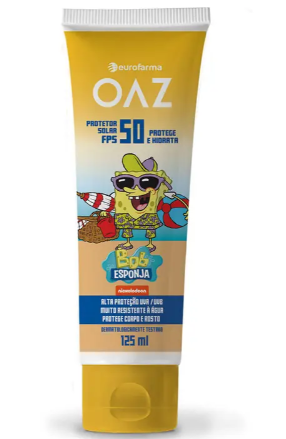 eurofarma
OAZ
PROTETOR
SOLAR
FPS
50
PROTEGE
E HIDRATA
Bob
ESPONJA
nickelodeon
ALTA PROTEÇÃO UVA/UVB
MUITO RESISTENTE À ÁGUA
PROTEGE CORPO E ROSTO
DERMATOLOGICAMENTE TESTADO
125 ml